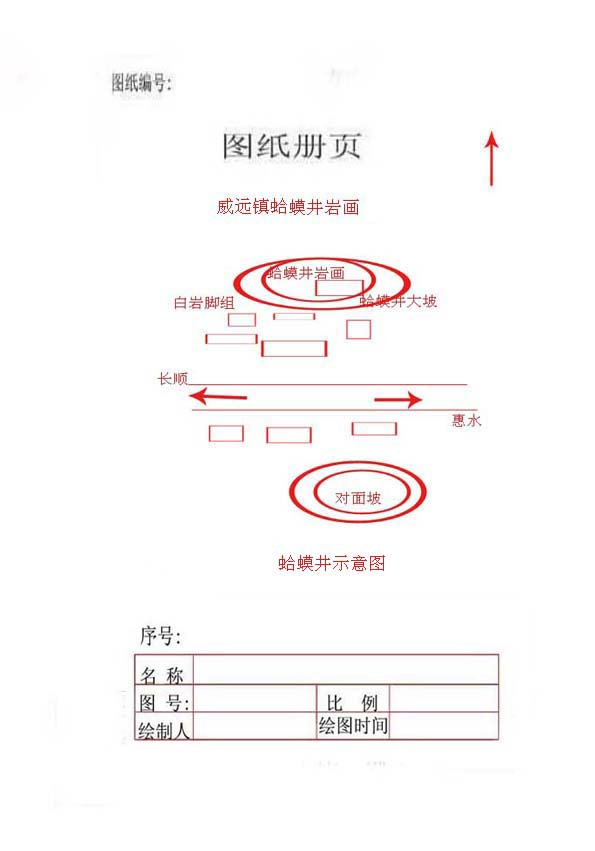 图纸编号:
图纸册页
威远镇蛤蟆井岩画
蛤蟆井岩画
白岩脚组
蛤蟆井大坡
长顺
惠水
对面坡
蛤蟆井示意图
序号:
名 称
图 号:
比 例
绘制人
绘图时间